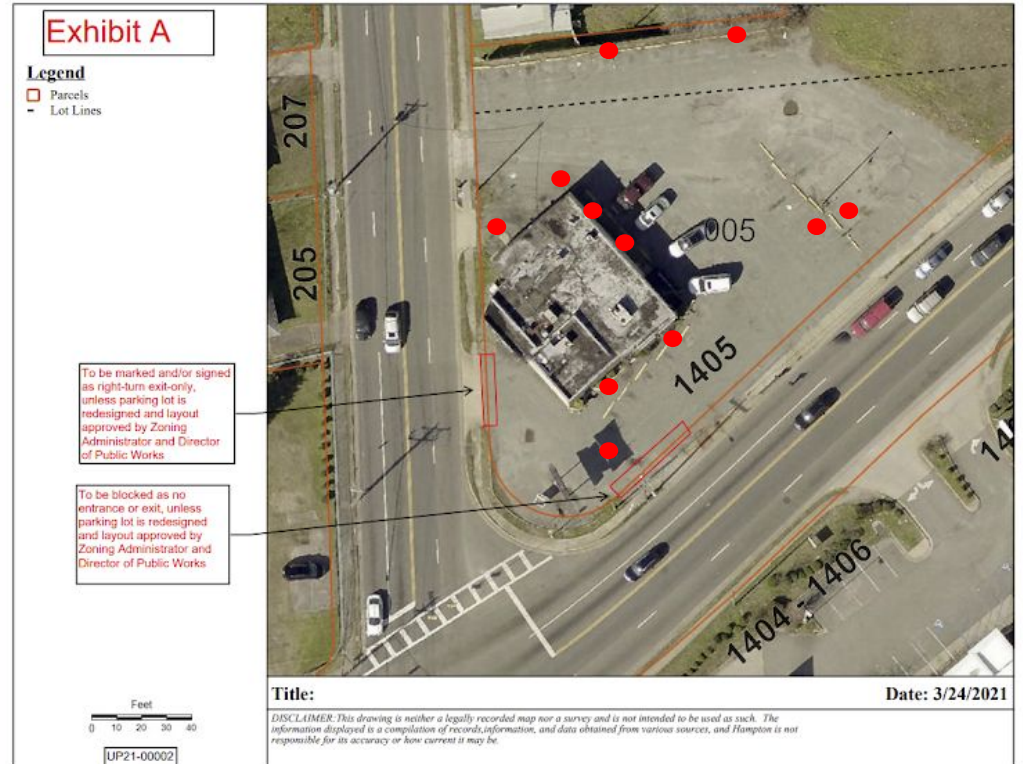 Exhibit A
Legend
Parcels
- Lot Lines
207
205
005
1405
1404 - 1406
To be marked and/or signed
as right-turn exit-only,
unless parking lot is
redesigned and layout
approved by Zoning
Administrator and Director
of Public Works
To be blocked as no
entrance or exit, unless
parking lot is redesigned
and layout approved by
Zoning Administrator and
Director of Public Works
Feet
0 10 20 30 40
UP21-00002
Title:
Date: 3/24/2021
DISCLAIMER:This drawing is neither a legally recorded map nor a survey and is not intended to be used as such. The
information displayed is a compilation of records,information, and data obtained from various sources, and Hampton is not
responsible for its accuracy or how current it may be.